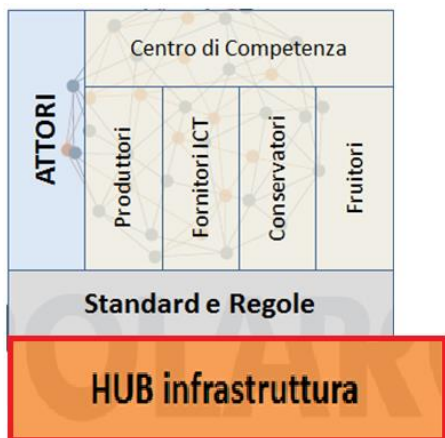 Centro di Competenza
ATTORI
Produttori
Fornitori ICT
Conservatori
Fruitori
Standard e Regole
HUB infrastruttura